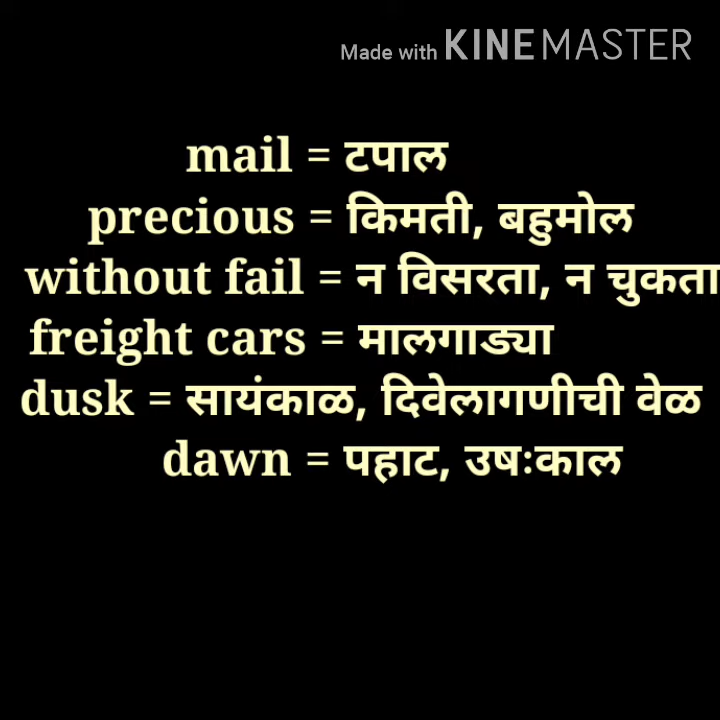 Made with KINEMASTER
mail = टपाल
precious = किमती, बहुमोल
without fail = न विसरता, न चुकता
freight cars = मालगाड्या
dusk = सायंकाळ, दिवेलागणीची वेळ
dawn = पहाट, उषःकाल